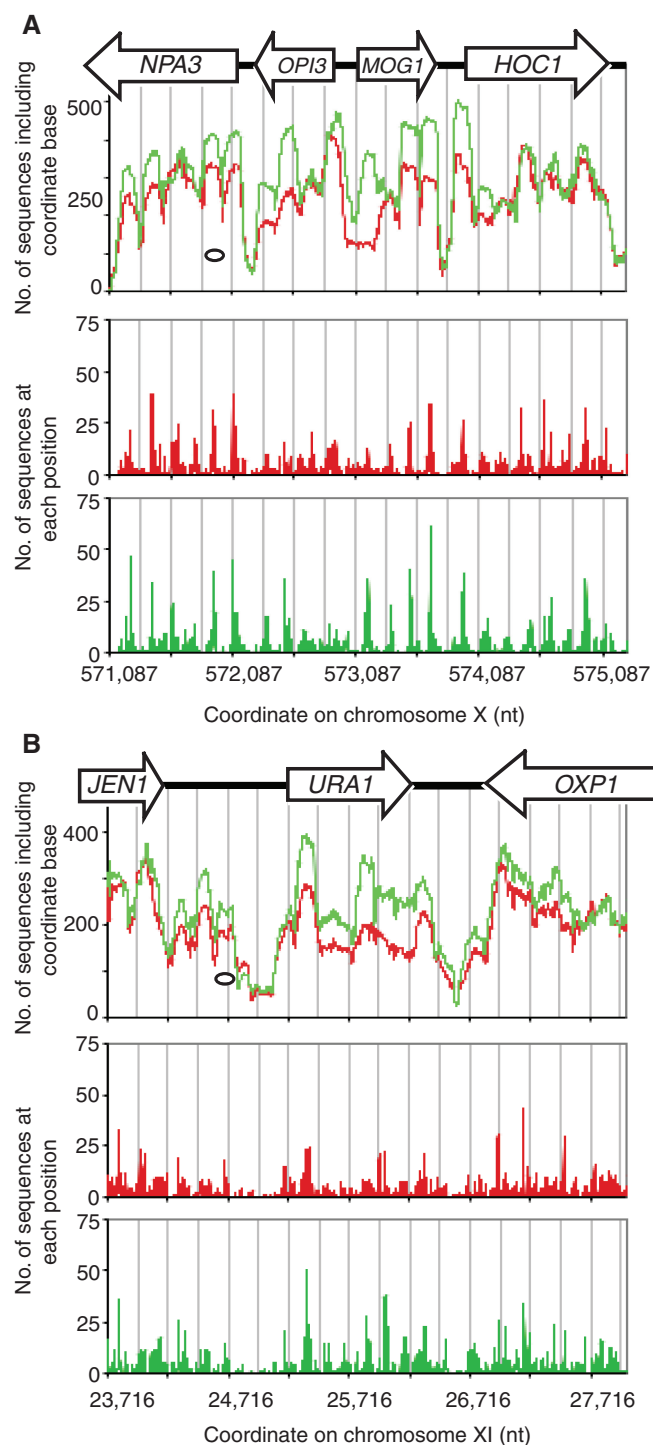 A
NPA3 OPI3 MOG1 HOC1
No. of sequences including
coordinate base
500
250
0
No. of sequences at
each position
75
50
25
0
75
50
25
0
571,087 572,087 573,087 574,087 575,087
Coordinate on chromosome X (nt)
B
JEN1 URA1 OXP1
No. of sequences including
coordinate base
400
200
0
No. of sequences at
each position
75
50
25
0
75
50
25
0
23,716 24,716 25,716 26,716 27,716
Coordinate on chromosome XI (nt)